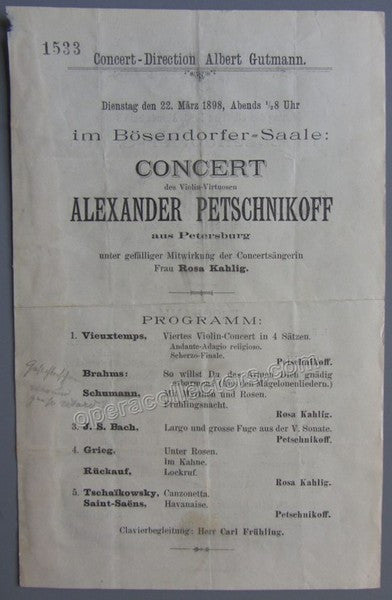 1533
Concert-Direction Albert Gutmann.
Dienstag den 22. März 1898, Abends ½8 Uhr
im Bösendorfer-Saale:
CONCERT
des Violin-Virtuosen
ALEXANDER PETSCHNIKOFF
aus Petersburg
unter gefälliger Mitwirkung der Concertsängerin
Frau Rosa Kahlig.
PROGRAMM:
1. Vieuxtemps. Viertes Violin-Concert in 4 Sätzen.
Andante-Adagio religioso.
Scherzo-Finale.
Petschnikoff.
Brahms: So willst Du des Armen Dich gnädig
erbarmen. (Aus den Magelonenliedern.)
Schumann. Mit Myrthen und Rosen.
Frühlingsnacht.
Rosa Kahlig.
3. J. S. Bach. Largo und grosse Fuge aus der V. Sonate.
Petschnikoff.
4. Grieg. Unter Rosen.
Im Kahne.
Rückauf. Lockruf.
Rosa Kahlig.
5. Tschaïkowsky. Canzonetta.
Saint-Saëns. Havanaise.
Petschnikoff.
Clavierbegleitung: Herr Carl Frühling.
operacollectors.com